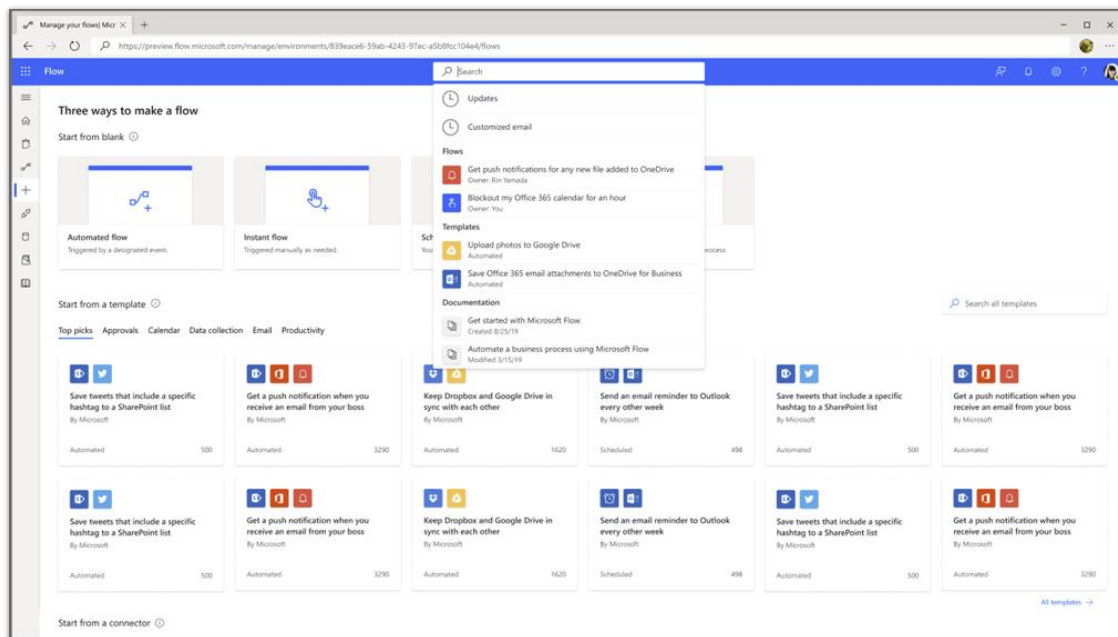 Manage your flows| Micr
https://preview.flow.microsoft.com/manage/environments/839eace6-59ab-4243-97ec-a5b8fcc104e4/flows
Flow
Search
Updates
Customized email
Flows
Get push notifications for any new file added to OneDrive
Owner: Rin Yamada
Blockout my Office 365 calendar for an hour
Owner: You
Templates
Upload photos to Google Drive
Automated
Save Office 365 email attachments to OneDrive for Business
Automated
Documentation
Get started with Microsoft Flow
Created 8/25/19
Automate a business process using Microsoft Flow
Modified 3/15/19
Three ways to make a flow
Start from blank
Automated flow
Triggered by a designated event.
Instant flow
Triggered manually as needed.
Sch
You
process
Start from a template
Search all templates
Top picks Approvals Calendar Data collection Email Productivity
Save tweets that include a specific
hashtag to a SharePoint list
By Microsoft
Automated 500
Get a push notification when you
receive an email from your boss
By Microsoft
Automated 3290
Keep Dropbox and Google Drive in
sync with each other
By Microsoft
Automated 1620
Send an email reminder to Outlook
every other week
By Microsoft
Scheduled 498
Save tweets that include a specific
hashtag to a SharePoint list
By Microsoft
Automated 500
Get a push notification when you
receive an email from your boss
By Microsoft
Automated 3290
Save tweets that include a specific
hashtag to a SharePoint list
By Microsoft
Automated 500
Get a push notification when you
receive an email from your boss
By Microsoft
Automated 3290
Keep Dropbox and Google Drive in
sync with each other
By Microsoft
Automated 1620
Send an email reminder to Outlook
every other week
By Microsoft
Scheduled 498
Save tweets that include a specific
hashtag to a SharePoint list
By Microsoft
Automated 500
Get a push notification when you
receive an email from your boss
By Microsoft
Automated 3290
All templates →
Start from a connector